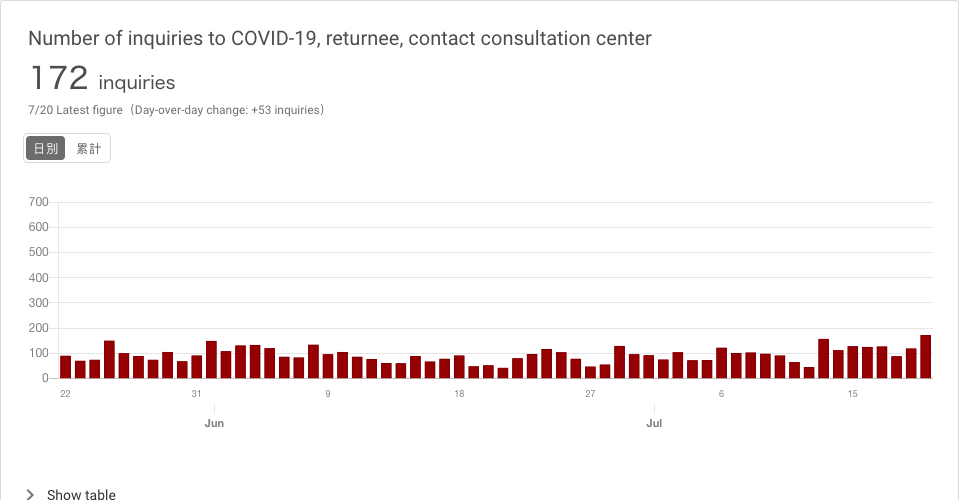 Number of inquiries to COVID-19, returnee, contact consultation center
172 inquiries
7/20 Latest figure（Day-over-day change: +53 inquiries）
日別 累計
700
600
500
400
300
200
100
0
22 31 9 18 27 6 15
Jun Jul
Show table